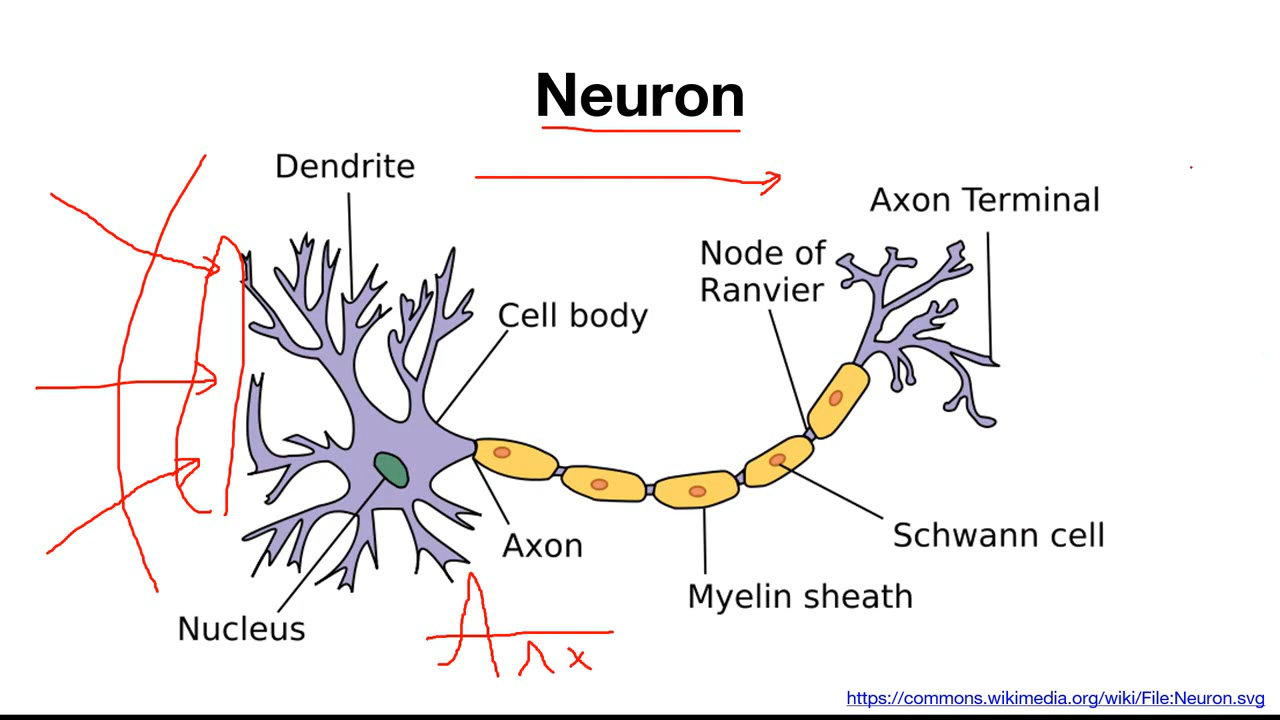 Neuron
Dendrite
Axon Terminal
Node of
Ranvier
Cell body
Schwann cell
Axon
Myelin sheath
Nucleus
https://commons.wikimedia.org/wiki/File:Neuron.svg